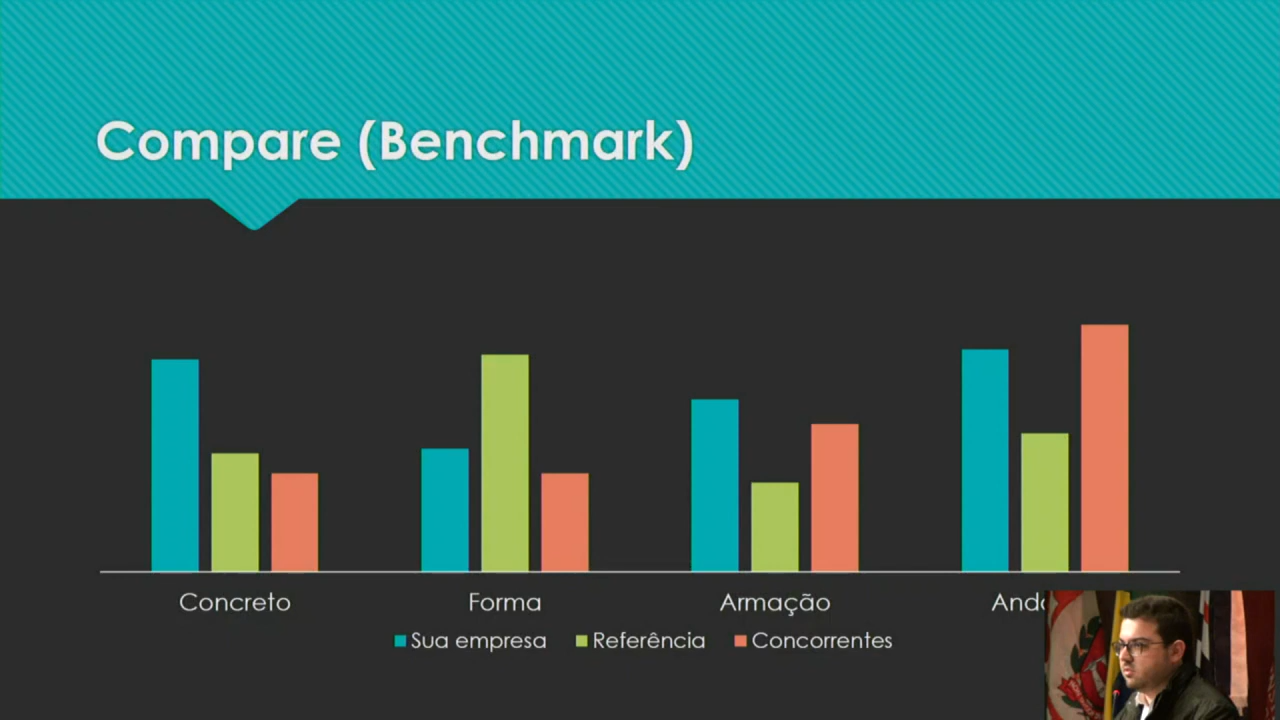 Compare (Benchmark)
Concreto Forma Armação
Sua empresa Referência Concorrentes